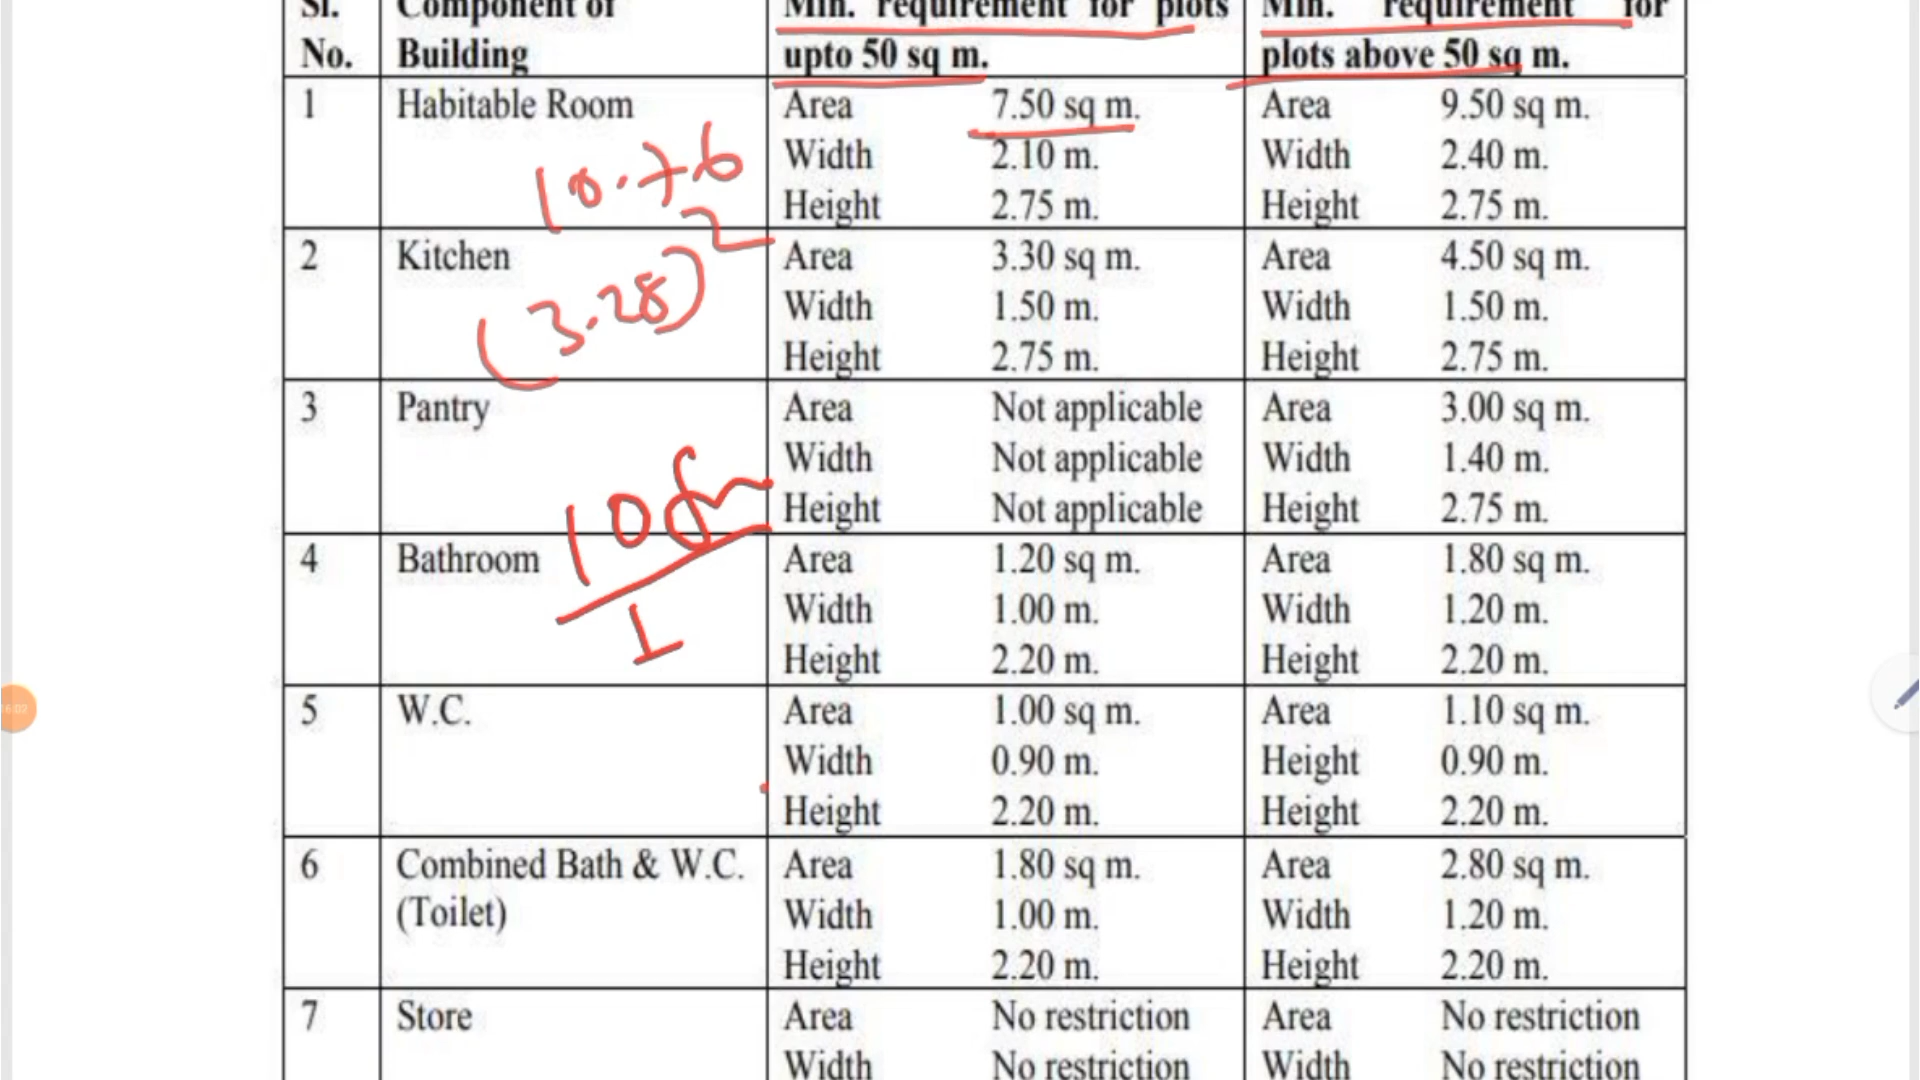 Sl. Component of Min. requirement for plots Min. requirement for
No. Building upto 50 sq m. plots above 50 sq m.
1 Habitable Room Area 7.50 sq m. Area 9.50 sq m.
Width 2.10 m. Width 2.40 m.
10.76
Height 2.75 m. Height 2.75 m.
2 Kitchen Area 3.30 sq m. Area 4.50 sq m.
(3.28)2
Width 1.50 m. Width 1.50 m.
Height 2.75 m. Height 2.75 m.
3 Pantry Area Not applicable Area 3.00 sq m.
Width Not applicable Width 1.40 m.
10
Height Not applicable Height 2.75 m.
4 Bathroom Area 1.20 sq m. Area 1.80 sq m.
Width 1.00 m. Width 1.20 m.
1
Height 2.20 m. Height 2.20 m.
5 W.C. Area 1.00 sq m. Area 1.10 sq m.
16:02
Width 0.90 m. Height 0.90 m.
Height 2.20 m. Height 2.20 m.
6 Combined Bath & W.C. Area 1.80 sq m. Area 2.80 sq m.
(Toilet) Width 1.00 m. Width 1.20 m.
Height 2.20 m. Height 2.20 m.
7 Store Area No restriction Area No restriction
Width No restriction Width No restriction